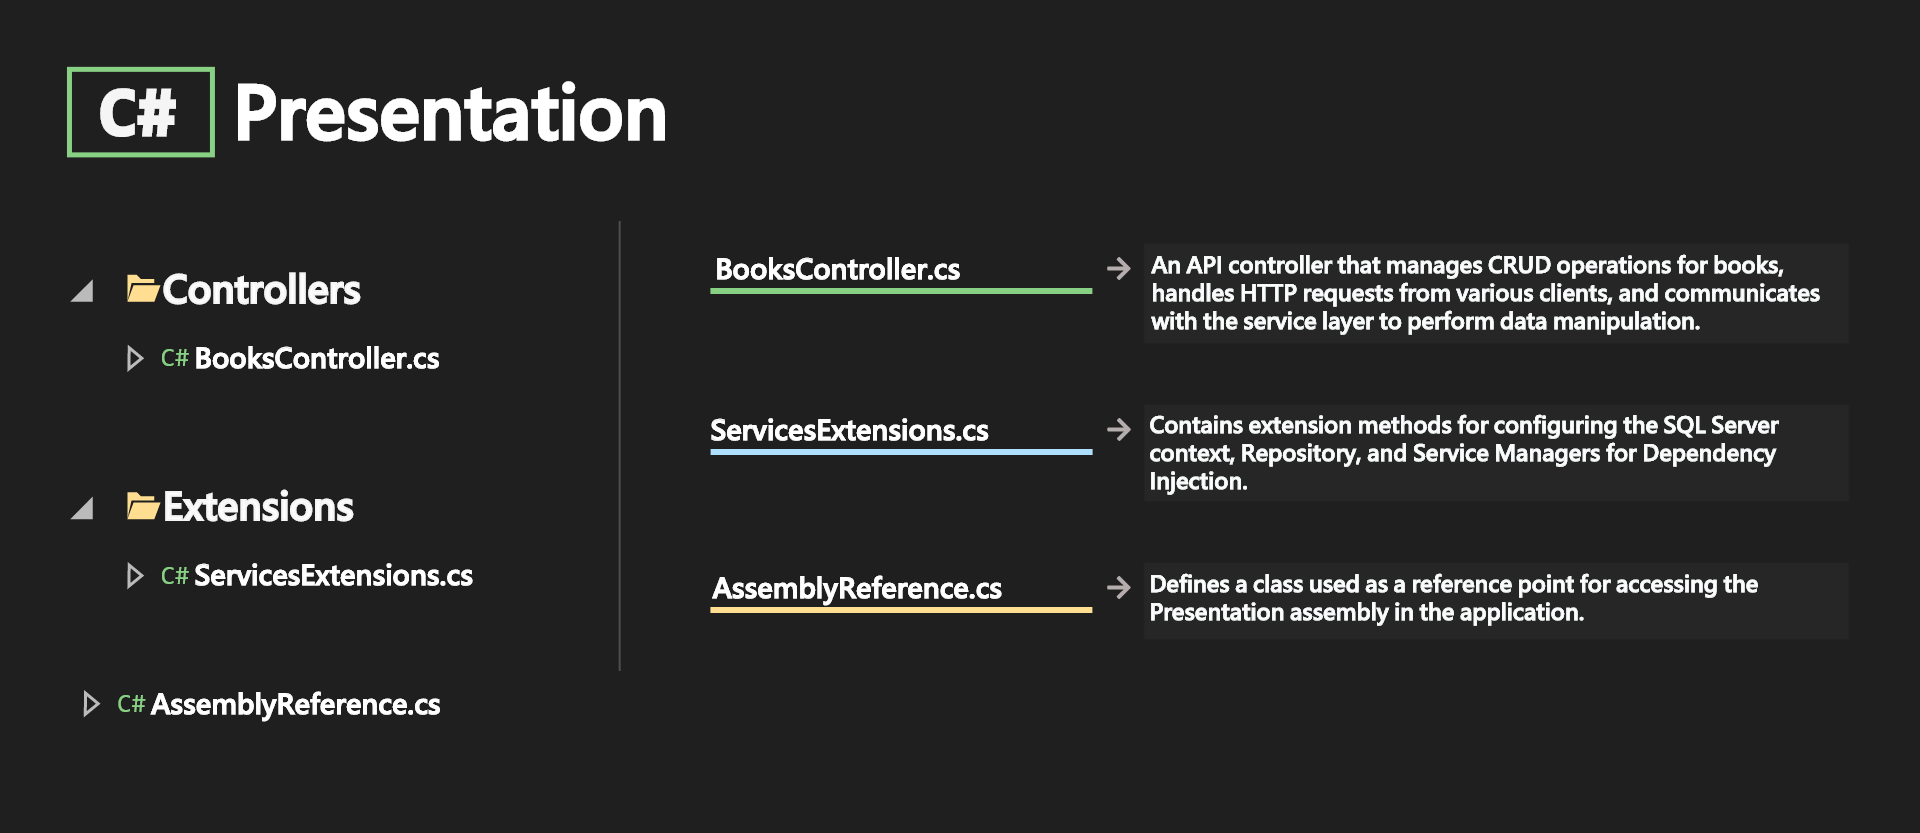 C# Presentation
Controllers
C# BooksController.cs
Extensions
C# ServicesExtensions.cs
C# AssemblyReference.cs
BooksController.cs
An API controller that manages CRUD operations for books,
handles HTTP requests from various clients, and communicates
with the service layer to perform data manipulation.
ServicesExtensions.cs
Contains extension methods for configuring the SQL Server
context, Repository, and Service Managers for Dependency
Injection.
AssemblyReference.cs
Defines a class used as a reference point for accessing the
Presentation assembly in the application.